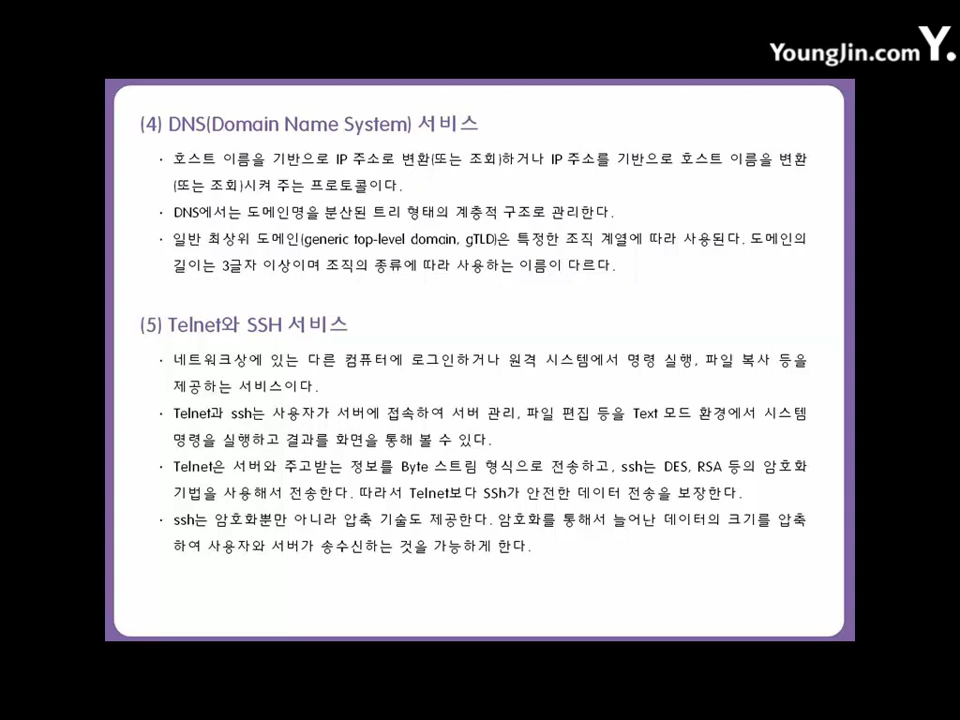 YoungJin.com Y.
(4) DNS(Domain Name System) 서비스
· 호스트 이름을 기반으로 IP 주소로 변환(또는 조회)하거나 IP 주소를 기반으로 호스트 이름을 변환
(또는 조회)시켜 주는 프로토콜이다.
· DNS에서는 도메인명을 분산된 트리 형태의 계층적 구조로 관리한다.
· 일반 최상위 도메인(generic top-level domain, gTLD)은 특정한 조직 계열에 따라 사용된다. 도메인의
길이는 3글자 이상이며 조직의 종류에 따라 사용하는 이름이 다르다.
(5) Telnet와 SSH 서비스
· 네트워크상에 있는 다른 컴퓨터에 로그인하거나 원격 시스템에서 명령 실행, 파일 복사 등을
제공하는 서비스이다.
· Telnet과 ssh는 사용자가 서버에 접속하여 서버 관리, 파일 편집 등을 Text 모드 환경에서 시스템
명령을 실행하고 결과를 화면을 통해 볼 수 있다.
· Telnet은 서버와 주고받는 정보를 Byte 스트림 형식으로 전송하고, ssh는 DES, RSA 등의 암호화
기법을 사용해서 전송한다. 따라서 Telnet보다 SSh가 안전한 데이터 전송을 보장한다.
· ssh는 암호화뿐만 아니라 압축 기술도 제공한다. 암호화를 통해서 늘어난 데이터의 크기를 압축
하여 사용자와 서버가 송수신하는 것을 가능하게 한다.